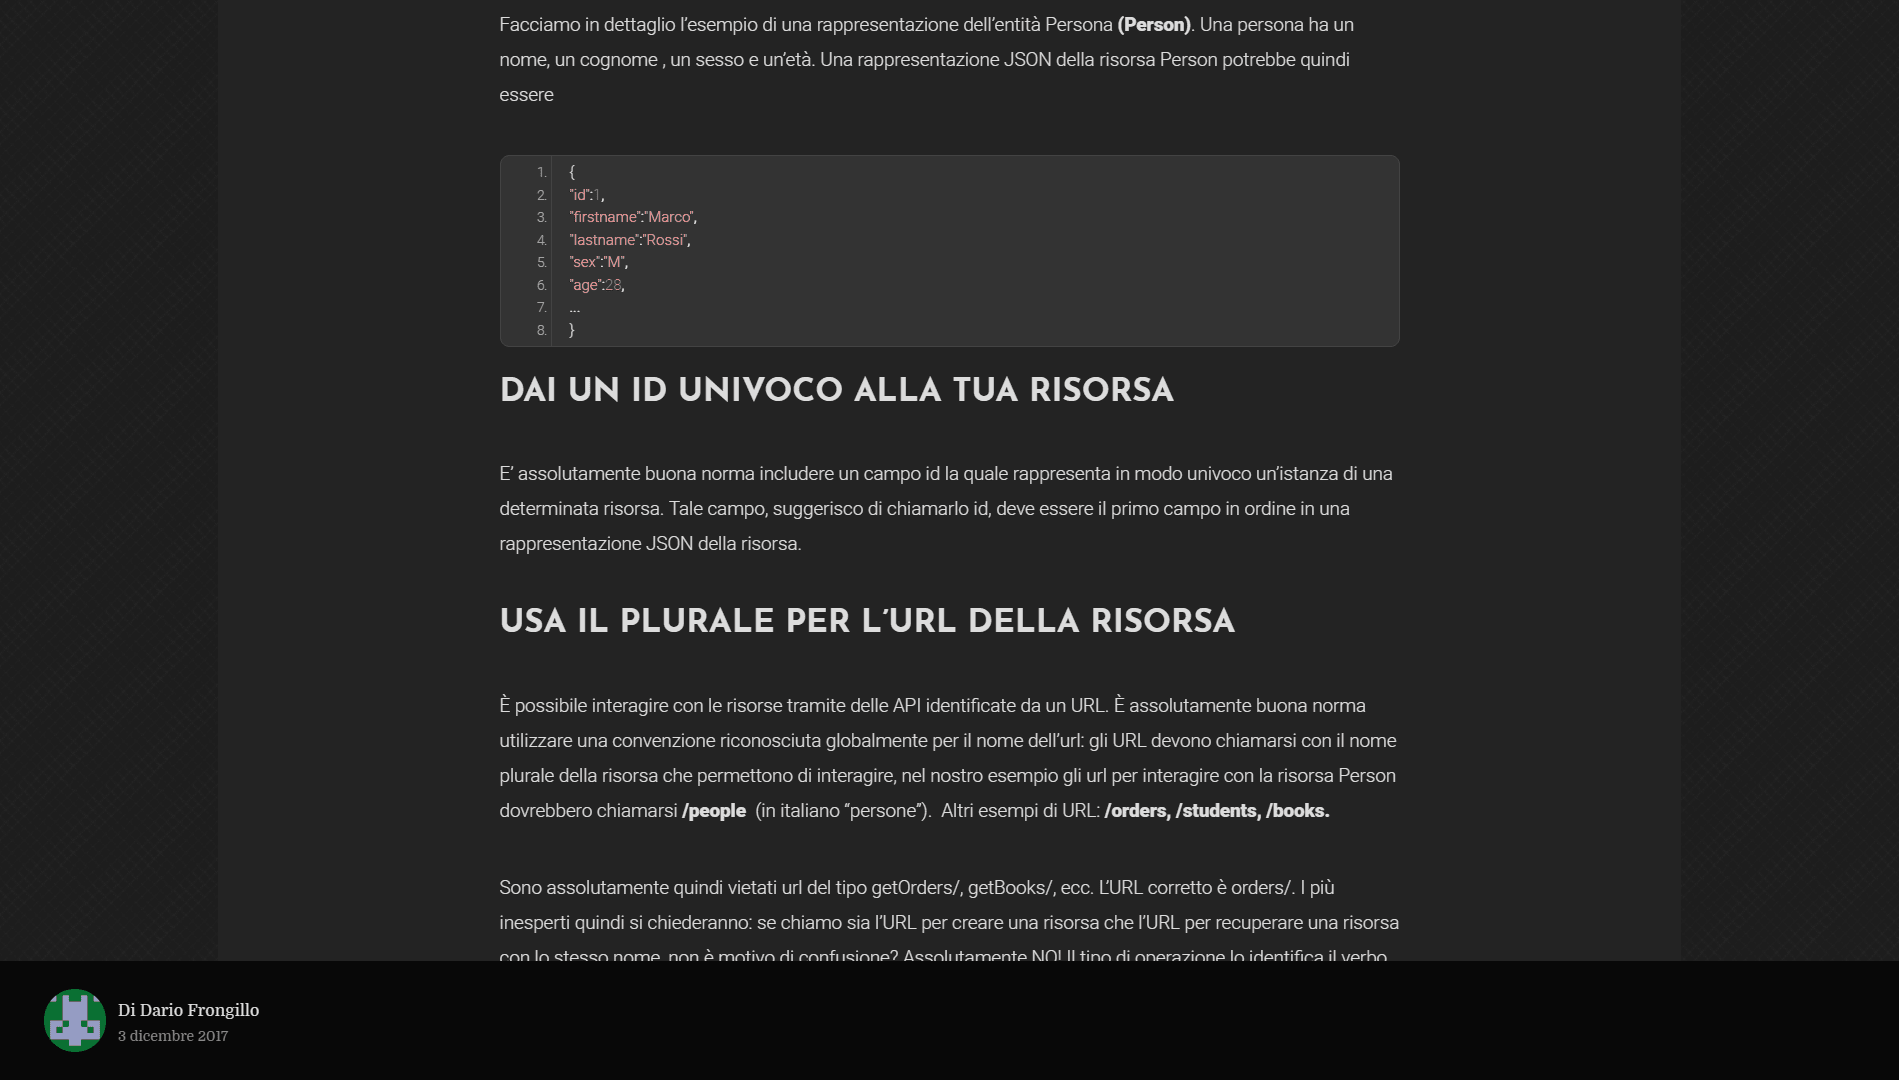 Facciamo in dettaglio l’esempio di una rappresentazione dell’entità Persona (Person). Una persona ha un
nome, un cognome , un sesso e un’età. Una rappresentazione JSON della risorsa Person potrebbe quindi
essere
1. {
2. "id":1,
3. "firstname":"Marco",
4. "lastname":"Rossi",
5. "sex":"M",
6. "age":28,
7. ...
8. }
DAI UN ID UNIVOCO ALLA TUA RISORSA
E’ assolutamente buona norma includere un campo id la quale rappresenta in modo univoco un’istanza di una
determinata risorsa. Tale campo, suggerisco di chiamarlo id, deve essere il primo campo in ordine in una
rappresentazione JSON della risorsa.
USA IL PLURALE PER L’URL DELLA RISORSA
È possibile interagire con le risorse tramite delle API identificate da un URL. È assolutamente buona norma
utilizzare una convenzione riconosciuta globalmente per il nome dell’url: gli URL devono chiamarsi con il nome
plurale della risorsa che permettono di interagire, nel nostro esempio gli url per interagire con la risorsa Person
dovrebbero chiamarsi /people (in italiano “persone”). Altri esempi di URL: /orders, /students, /books.
Sono assolutamente quindi vietati url del tipo getOrders/, getBooks/, ecc. L’URL corretto è orders/. I più
inesperti quindi si chiederanno: se chiamo sia l’URL per creare una risorsa che l’URL per recuperare una risorsa
con lo stesso nome, non è motivo di confusione? Assolutamente NO! Il tipo di operazione lo identifica il verbo
Di Dario Frongillo
3 dicembre 2017